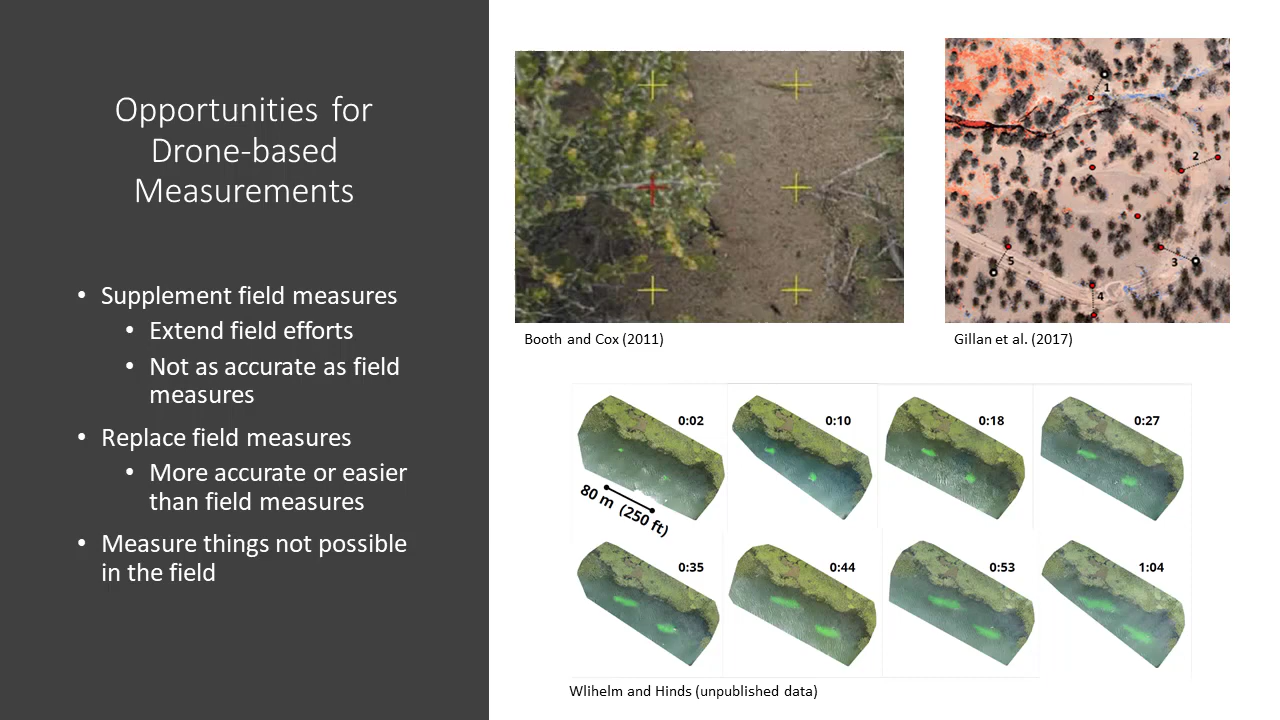 Opportunities for
Drone-based
Measurements
• Supplement field measures
• Extend field efforts
• Not as accurate as field
measures
• Replace field measures
• More accurate or easier
than field measures
• Measure things not possible
in the field
1
2
3
4
5
Booth and Cox (2011)
Gillan et al. (2017)
0:02
0:10
0:18
0:27
80 m (250 ft)
0:35
0:44
0:53
1:04
Wlihelm and Hinds (unpublished data)